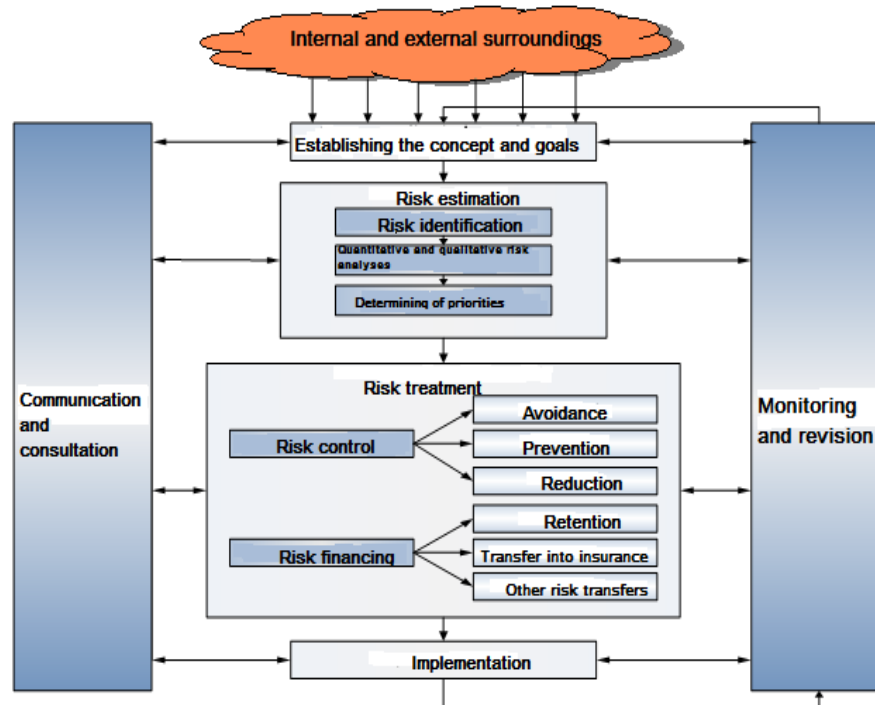 Internal and external surroundings
Establishing the concept and goals
Risk estimation
Risk identification
Quantitative and qualitative risk
analyses
Determining of priorities
Communication
and
consultation
Monitoring
and revision
Risk treatment
Risk control
Avoidance
Prevention
Reduction
Risk financing
Retention
Transfer into insurance
Other risk transfers
Implementation